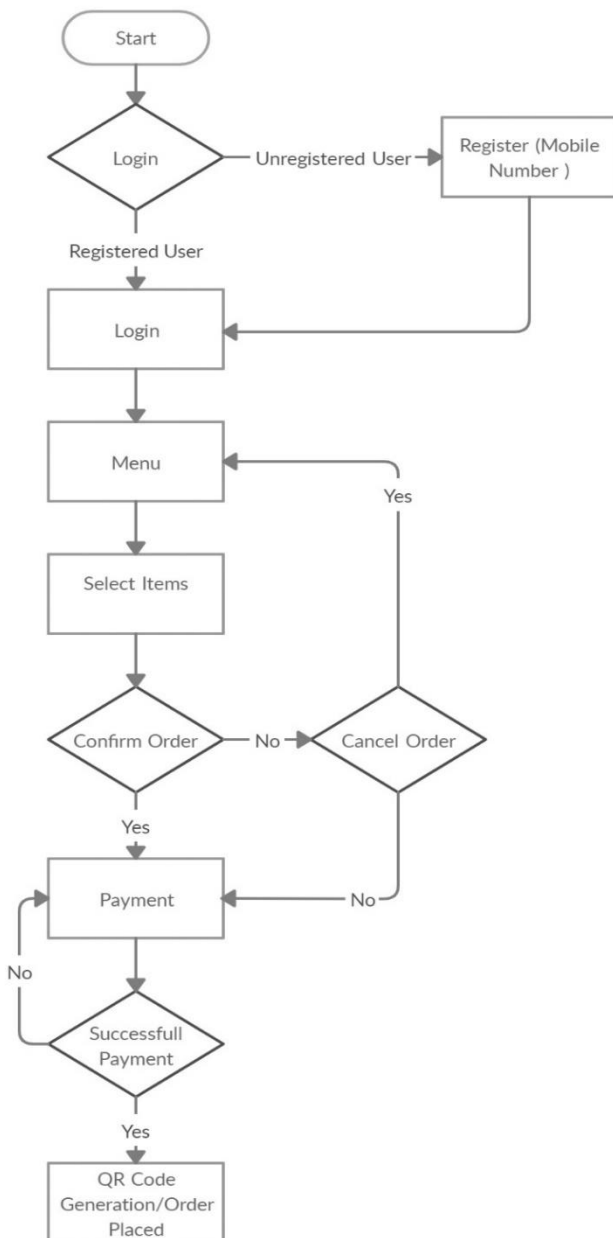 Start
Login
Unregistered User
Register (Mobile
Number )
Registered User
Login
Menu
Yes
Select Items
Confirm Order
No
Cancel Order
Yes
Payment
No
No
Successfull
Payment
Yes
QR Code
Generation/Order
Placed